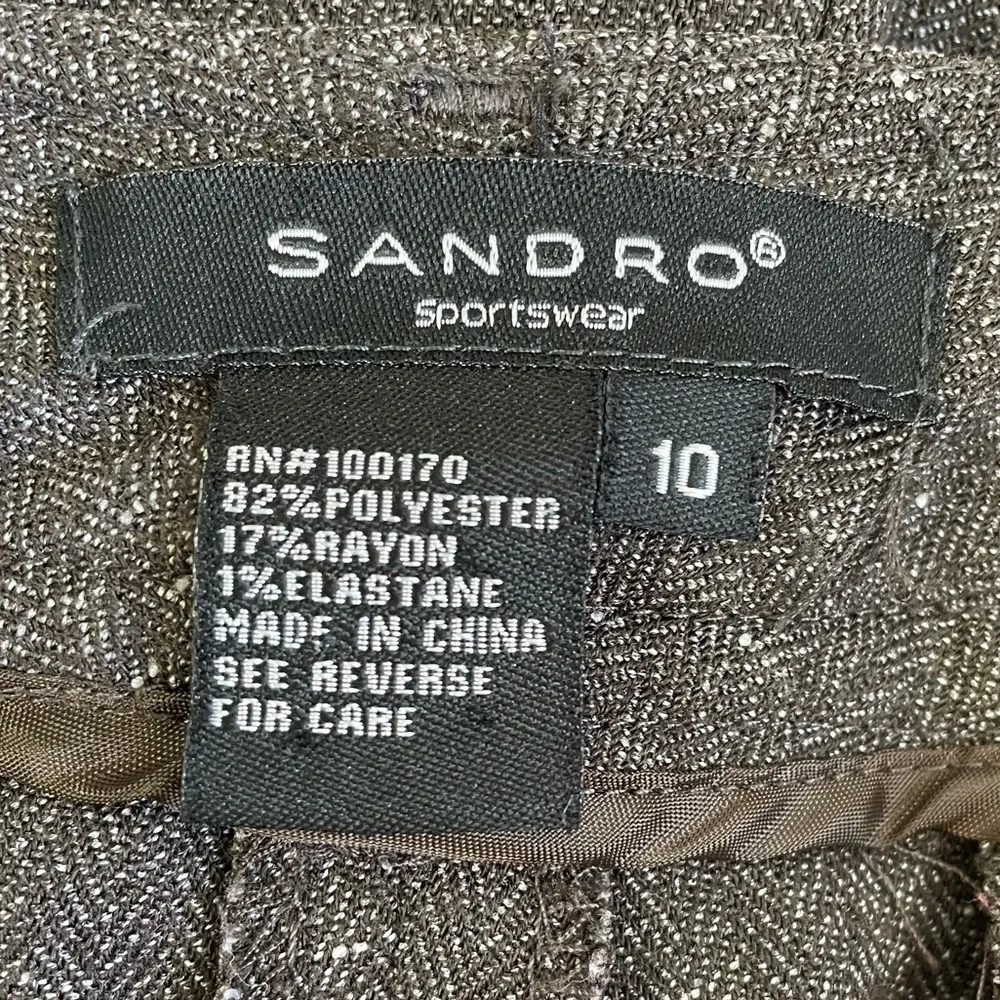 SANDRO®
Sportswear
10
RN#100170
82%POLYESTER
17%RAYON
1%ELASTANE
MADE IN CHINA
SEE REVERSE
FOR CARE